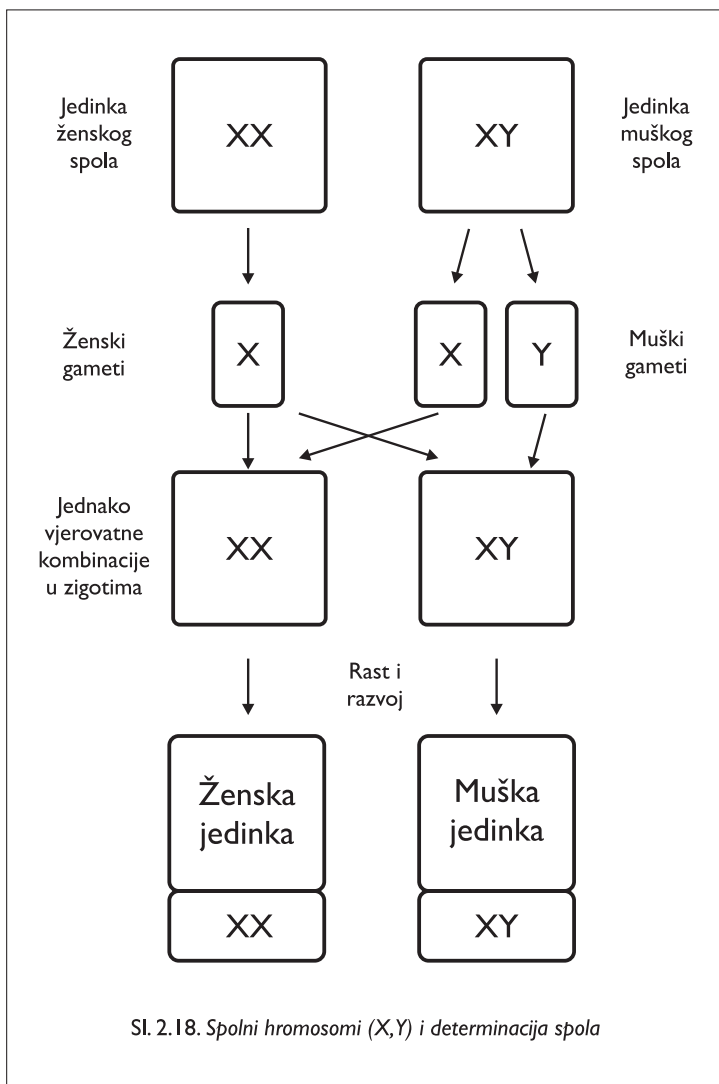 Jedinka
ženskog
spola
XX
XY
Jedinka
muškog
spola
Ženski
gameti
X
X
Y
Muški
gameti
Jednako
vjerovatne
kombinacije
u zigotima
XX
XY
Rast i
razvoj
Ženska
jedinka
Muška
jedinka
XX
XY
Sl. 2.18. Spolni hromosomi (X,Y) i determinacija spola